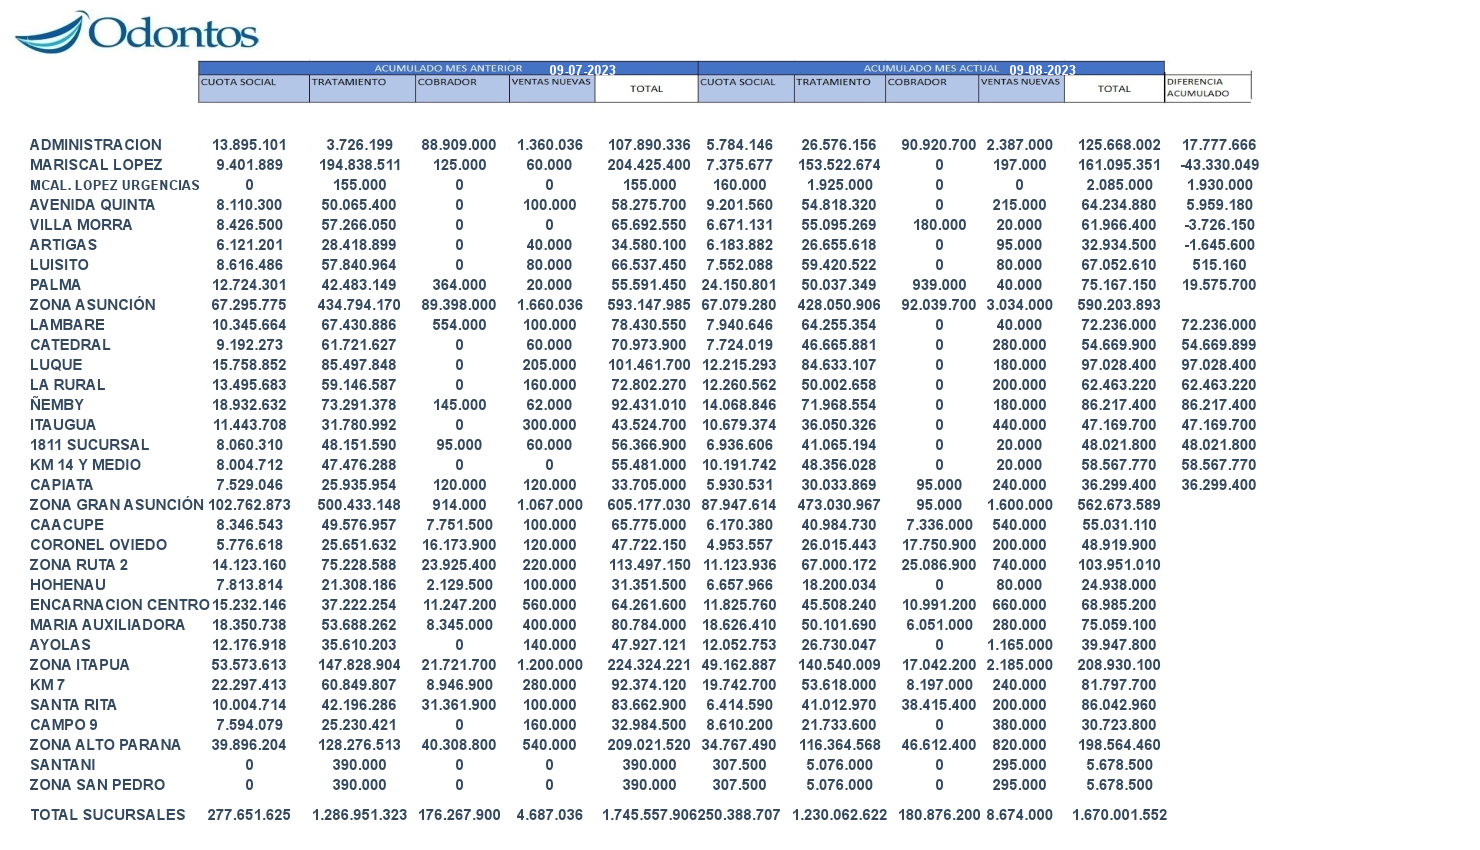 Odontos
ACUMULADO MES ANTERIOR 09-07-2023 ACUMULADO MES ACTUAL 09-08-2023
CUOTA SOCIAL TRATAMIENTO COBRADOR VENTAS NUEVAS TOTAL CUOTA SOCIAL TRATAMIENTO COBRADOR VENTAS NUEVAS TOTAL DIFERENCIA ACUMULADO
ADMINISTRACION 13.895.101 3.726.199 88.909.000 1.360.036 107.890.336 5.784.146 26.576.156 90.920.700 2.387.000 125.668.002 17.777.666
MARISCAL LOPEZ 9.401.889 194.838.511 125.000 60.000 204.425.400 7.375.677 153.522.674 0 197.000 161.095.351 -43.330.049
MCAL. LOPEZ URGENCIAS 0 155.000 0 0 155.000 160.000 1.925.000 0 0 2.085.000 1.930.000
AVENIDA QUINTA 8.110.300 50.065.400 0 100.000 58.275.700 9.201.560 54.818.320 0 215.000 64.234.880 5.959.180
VILLA MORRA 8.426.500 57.266.050 0 0 65.692.550 6.671.131 55.095.269 180.000 20.000 61.966.400 -3.726.150
ARTIGAS 6.121.201 28.418.899 0 40.000 34.580.100 6.183.882 26.655.618 0 95.000 32.934.500 -1.645.600
LUISITO 8.616.486 57.840.964 0 80.000 66.537.450 7.552.088 59.420.522 0 80.000 67.052.610 515.160
PALMA 12.724.301 42.483.149 364.000 20.000 55.591.450 24.150.801 50.037.349 939.000 40.000 75.167.150 19.575.700
ZONA ASUNCIÓN 67.295.775 434.794.170 89.398.000 1.660.036 593.147.985 67.079.280 428.050.906 92.039.700 3.034.000 590.203.893
LAMBARE 10.345.664 67.430.886 554.000 100.000 78.430.550 7.940.646 64.255.354 0 40.000 72.236.000 72.236.000
CATEDRAL 9.192.273 61.721.627 0 60.000 70.973.900 7.724.019 46.665.881 0 280.000 54.669.900 54.669.899
LUQUE 15.758.852 85.497.848 0 205.000 101.461.700 12.215.293 84.633.107 0 180.000 97.028.400 97.028.400
LA RURAL 13.495.683 59.146.587 0 160.000 72.802.270 12.260.562 50.002.658 0 200.000 62.463.220 62.463.220
ÑEMBY 18.932.632 73.291.378 145.000 62.000 92.431.010 14.068.846 71.968.554 0 180.000 86.217.400 86.217.400
ITAUGUA 11.443.708 31.780.992 0 300.000 43.524.700 10.679.374 36.050.326 0 440.000 47.169.700 47.169.700
1811 SUCURSAL 8.060.310 48.151.590 95.000 60.000 56.366.900 6.936.606 41.065.194 0 20.000 48.021.800 48.021.800
KM 14 Y MEDIO 8.004.712 47.476.288 0 0 55.481.000 10.191.742 48.356.028 0 20.000 58.567.770 58.567.770
CAPIATA 7.529.046 25.935.954 120.000 120.000 33.705.000 5.930.531 30.033.869 95.000 240.000 36.299.400 36.299.400
ZONA GRAN ASUNCIÓN 102.762.873 500.433.148 914.000 1.067.000 605.177.030 87.947.614 473.030.967 95.000 1.600.000 562.673.589
CAACUPE 8.346.543 49.576.957 7.751.500 100.000 65.775.000 6.170.380 40.984.730 7.336.000 540.000 55.031.110
CORONEL OVIEDO 5.776.618 25.651.632 16.173.900 120.000 47.722.150 4.953.557 26.015.443 17.750.900 200.000 48.919.900
ZONA RUTA 2 14.123.160 75.228.588 23.925.400 220.000 113.497.150 11.123.936 67.000.172 25.086.900 740.000 103.951.010
HOHENAU 7.813.814 21.308.186 2.129.500 100.000 31.351.500 6.657.966 18.200.034 0 80.000 24.938.000
ENCARNACION CENTRO 15.232.146 37.222.254 11.247.200 560.000 64.261.600 11.825.760 45.508.240 10.991.200 660.000 68.985.200
MARIA AUXILIADORA 18.350.738 53.688.262 8.345.000 400.000 80.784.000 18.626.410 50.101.690 6.051.000 280.000 75.059.100
AYOLAS 12.176.918 35.610.203 0 140.000 47.927.121 12.052.753 26.730.047 0 1.165.000 39.947.800
ZONA ITAPUA 53.573.613 147.828.904 21.721.700 1.200.000 224.324.221 49.162.887 140.540.009 17.042.200 2.185.000 208.930.100
KM 7 22.297.413 60.849.807 8.946.900 280.000 92.374.120 19.742.700 53.618.000 8.197.000 240.000 81.797.700
SANTA RITA 10.004.714 42.196.286 31.361.900 100.000 83.662.900 6.414.590 41.012.970 38.415.400 200.000 86.042.960
CAMPO 9 7.594.079 25.230.421 0 160.000 32.984.500 8.610.200 21.733.600 0 380.000 30.723.800
ZONA ALTO PARANA 39.896.204 128.276.513 40.308.800 540.000 209.021.520 34.767.490 116.364.568 46.612.400 820.000 198.564.460
SANTANI 0 390.000 0 0 390.000 307.500 5.076.000 0 295.000 5.678.500
ZONA SAN PEDRO 0 390.000 0 0 390.000 307.500 5.076.000 0 295.000 5.678.500
TOTAL SUCURSALES 277.651.625 1.286.951.323 176.267.900 4.687.036 1.745.557.906 250.388.707 1.230.062.622 180.876.200 8.674.000 1.670.001.552